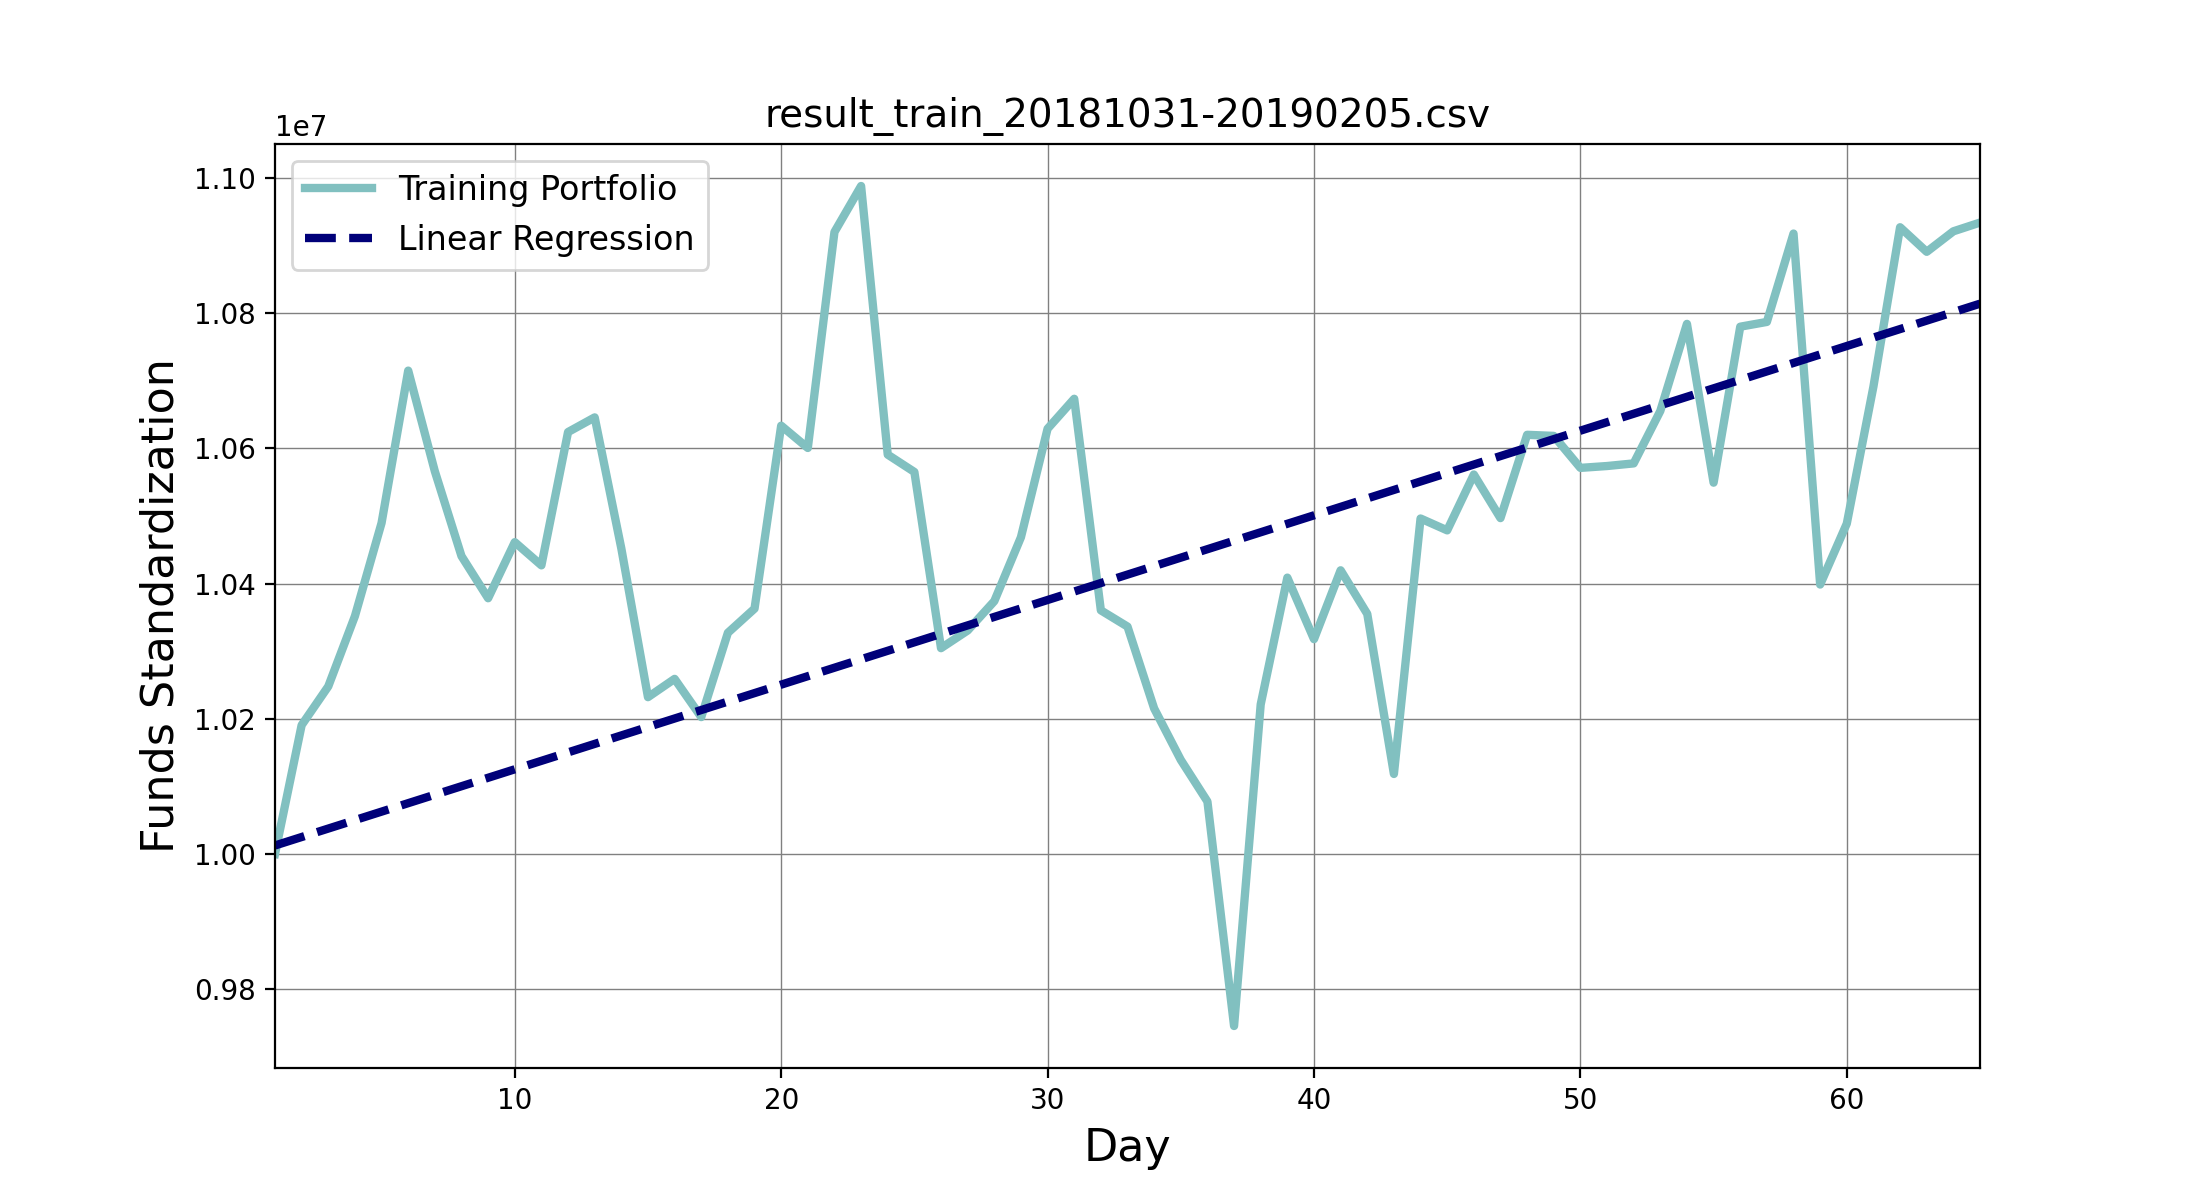 result_train_20181031-20190205.csv
1e7
Training Portfolio
Linear Regression
1.10
1.08
1.06
1.04
1.02
1.00
0.98
Funds Standardization
10 20 30 40 50 60
Day